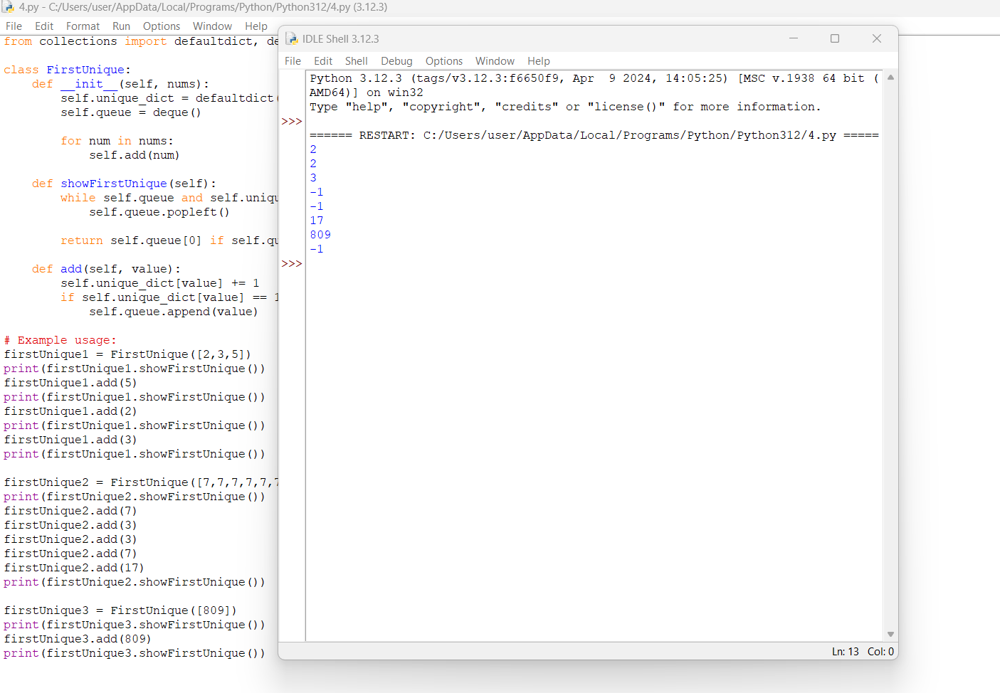 4.py - C:/Users/user/AppData/Local/Programs/Python/Python312/4.py (3.12.3)
File Edit Format Run Options Window Help
from collections import defaultdict, de
class FirstUnique:
def __init__(self, nums):
self.unique_dict = defaultdict(
self.queue = deque()
for num in nums:
self.add(num)
def showFirstUnique(self):
while self.queue and self.uniqu
self.queue.popleft()
return self.queue[0] if self.qu
def add(self, value):
self.unique_dict[value] += 1
if self.unique_dict[value] == 1
self.queue.append(value)
# Example usage:
firstUnique1 = FirstUnique([2,3,5])
print(firstUnique1.showFirstUnique())
firstUnique1.add(5)
print(firstUnique1.showFirstUnique())
firstUnique1.add(2)
print(firstUnique1.showFirstUnique())
firstUnique1.add(3)
print(firstUnique1.showFirstUnique())
firstUnique2 = FirstUnique([7,7,7,7,7,7
print(firstUnique2.showFirstUnique())
firstUnique2.add(7)
firstUnique2.add(3)
firstUnique2.add(3)
firstUnique2.add(7)
firstUnique2.add(17)
print(firstUnique2.showFirstUnique())
firstUnique3 = FirstUnique([809])
print(firstUnique3.showFirstUnique())
firstUnique3.add(809)
print(firstUnique3.showFirstUnique())
IDLE Shell 3.12.3
File Edit Shell Debug Options Window Help
Python 3.12.3 (tags/v3.12.3:f6650f9, Apr  9 2024, 14:05:25) [MSC v.1938 64 bit (
AMD64)] on win32
Type "help", "copyright", "credits" or "license()" for more information.
>>>
====== RESTART: C:/Users/user/AppData/Local/Programs/Python/Python312/4.py =====
2
2
3
-1
-1
17
809
-1
>>>
Ln: 13 Col: 0